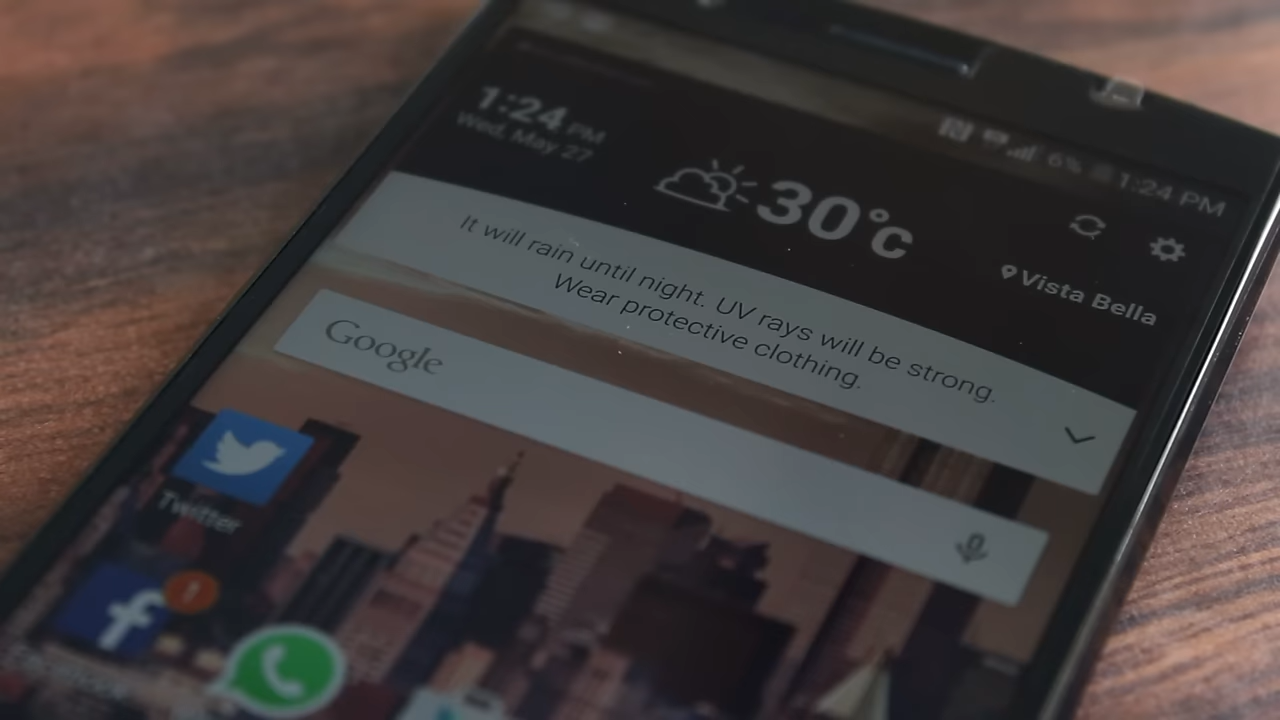 6% 1:24 PM
1:24 PM
Wed, May 27
30°c
Vista Bella
It will rain until night. UV rays will be strong.
Wear protective clothing.
Google
Twitter